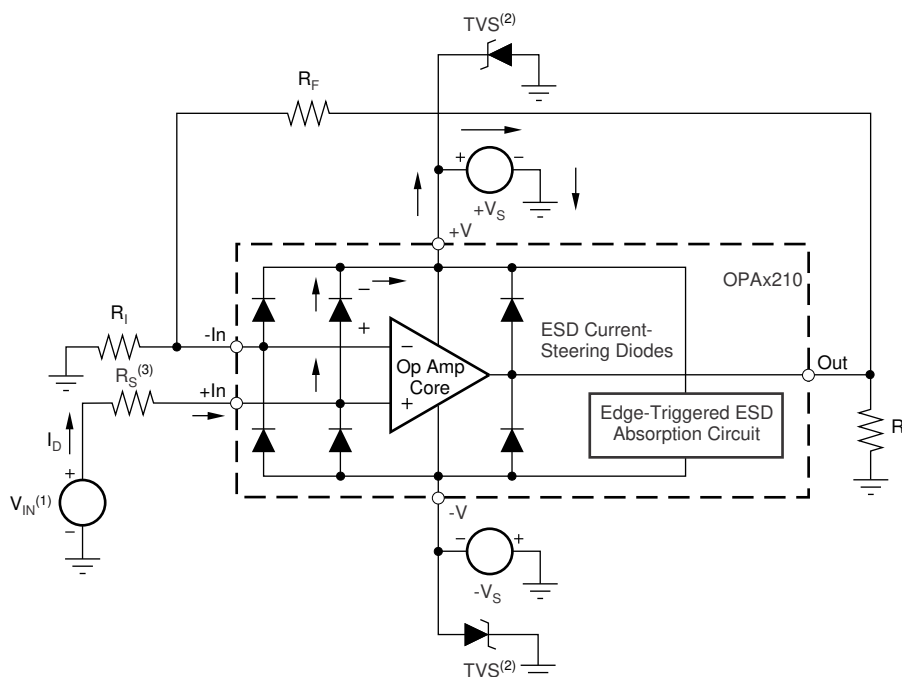 TVS(2)
RF
+ −
+VS
+V
OPAx210
−
+
RI
-In
−
Op Amp
Core
+
ESD Current-
Steering Diodes
Out
RS(3)
+In
Edge-Triggered ESD
Absorption Circuit
R
ID
+
VIN(1)
−
-V
− +
-VS
TVS(2)